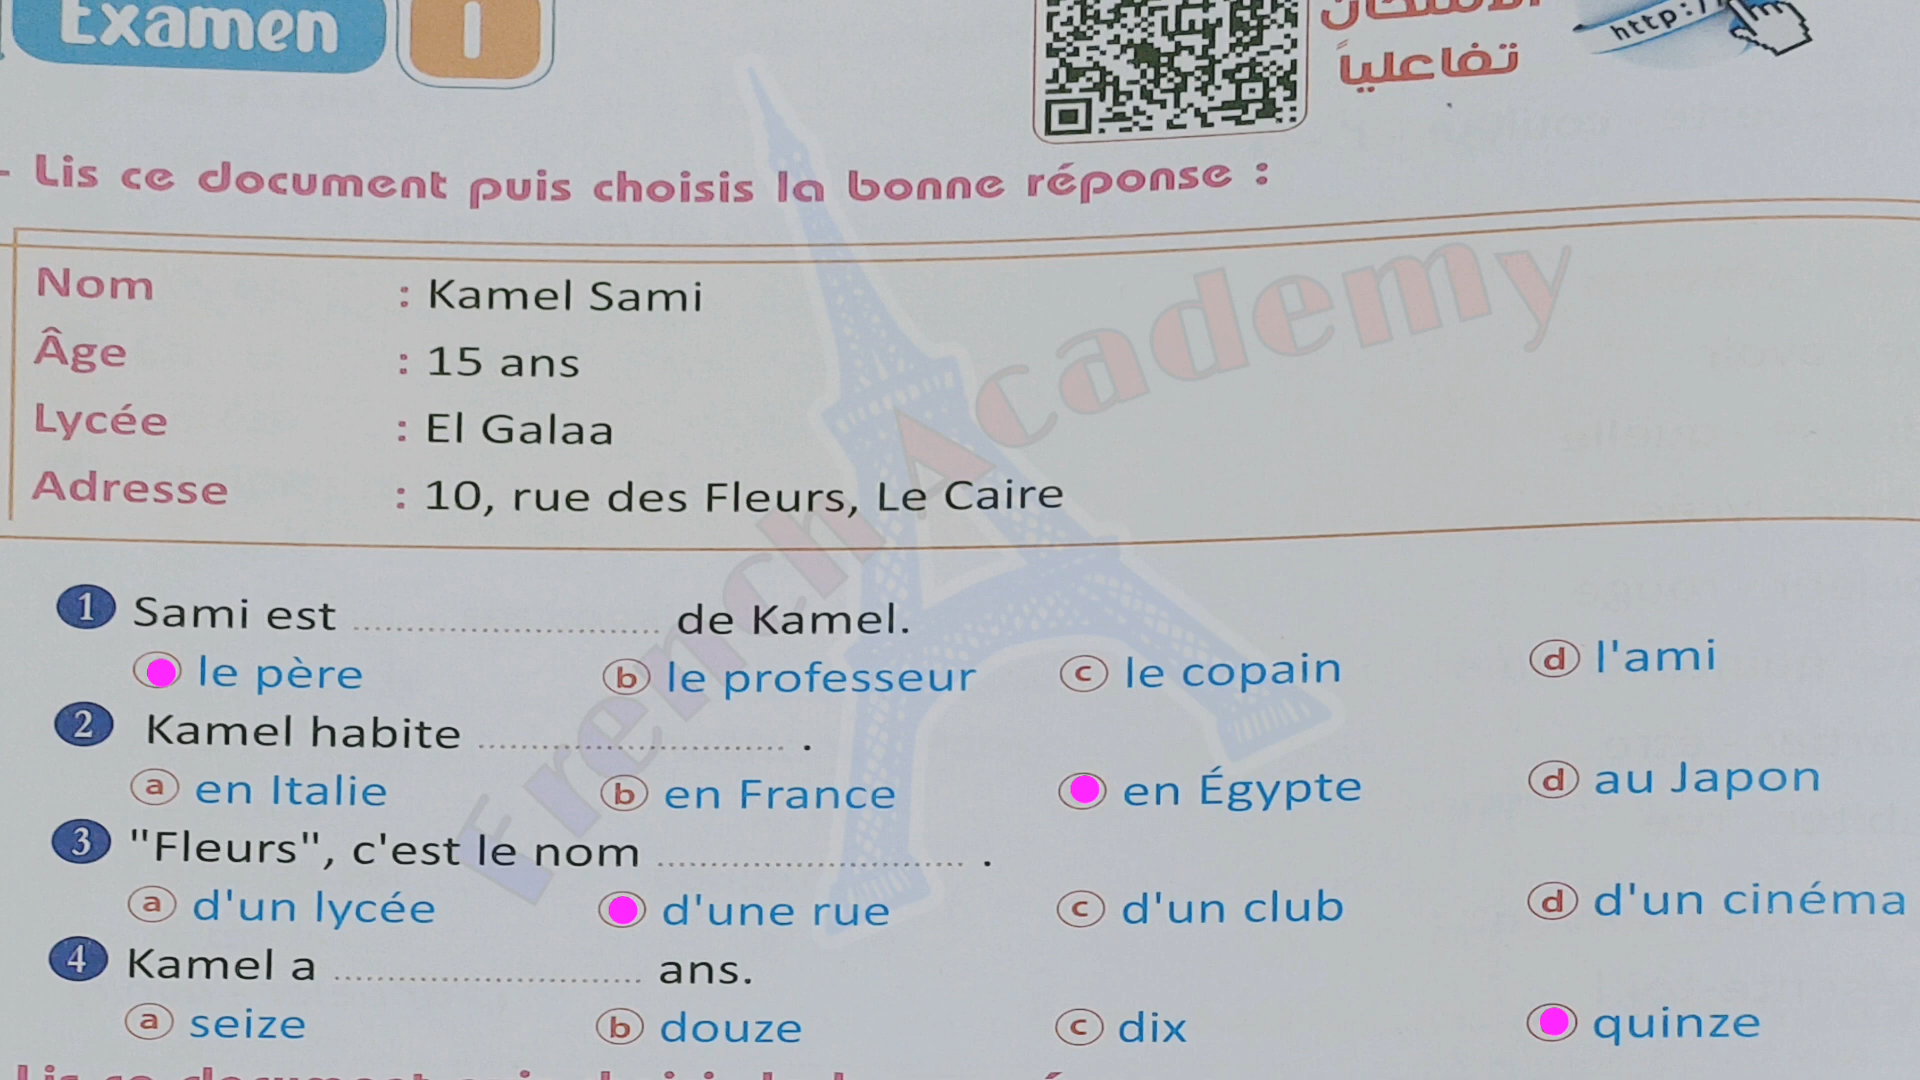 Examen 1
تفاعلياً
http:/
- Lis ce document puis choisis la bonne réponse :
Nom : Kamel Sami
Âge : 15 ans
Lycée : El Galaa
Adresse : 10, rue des Fleurs, Le Caire
French Academy
1 Sami est .............................. de Kamel.
le père b le professeur c le copain d l'ami
2 Kamel habite .............................. .
a en Italie b en France en Égypte d au Japon
3 "Fleurs", c'est le nom .............................. .
a d'un lycée d'une rue c d'un club d d'un cinéma
4 Kamel a .............................. ans.
a seize b douze c dix quinze